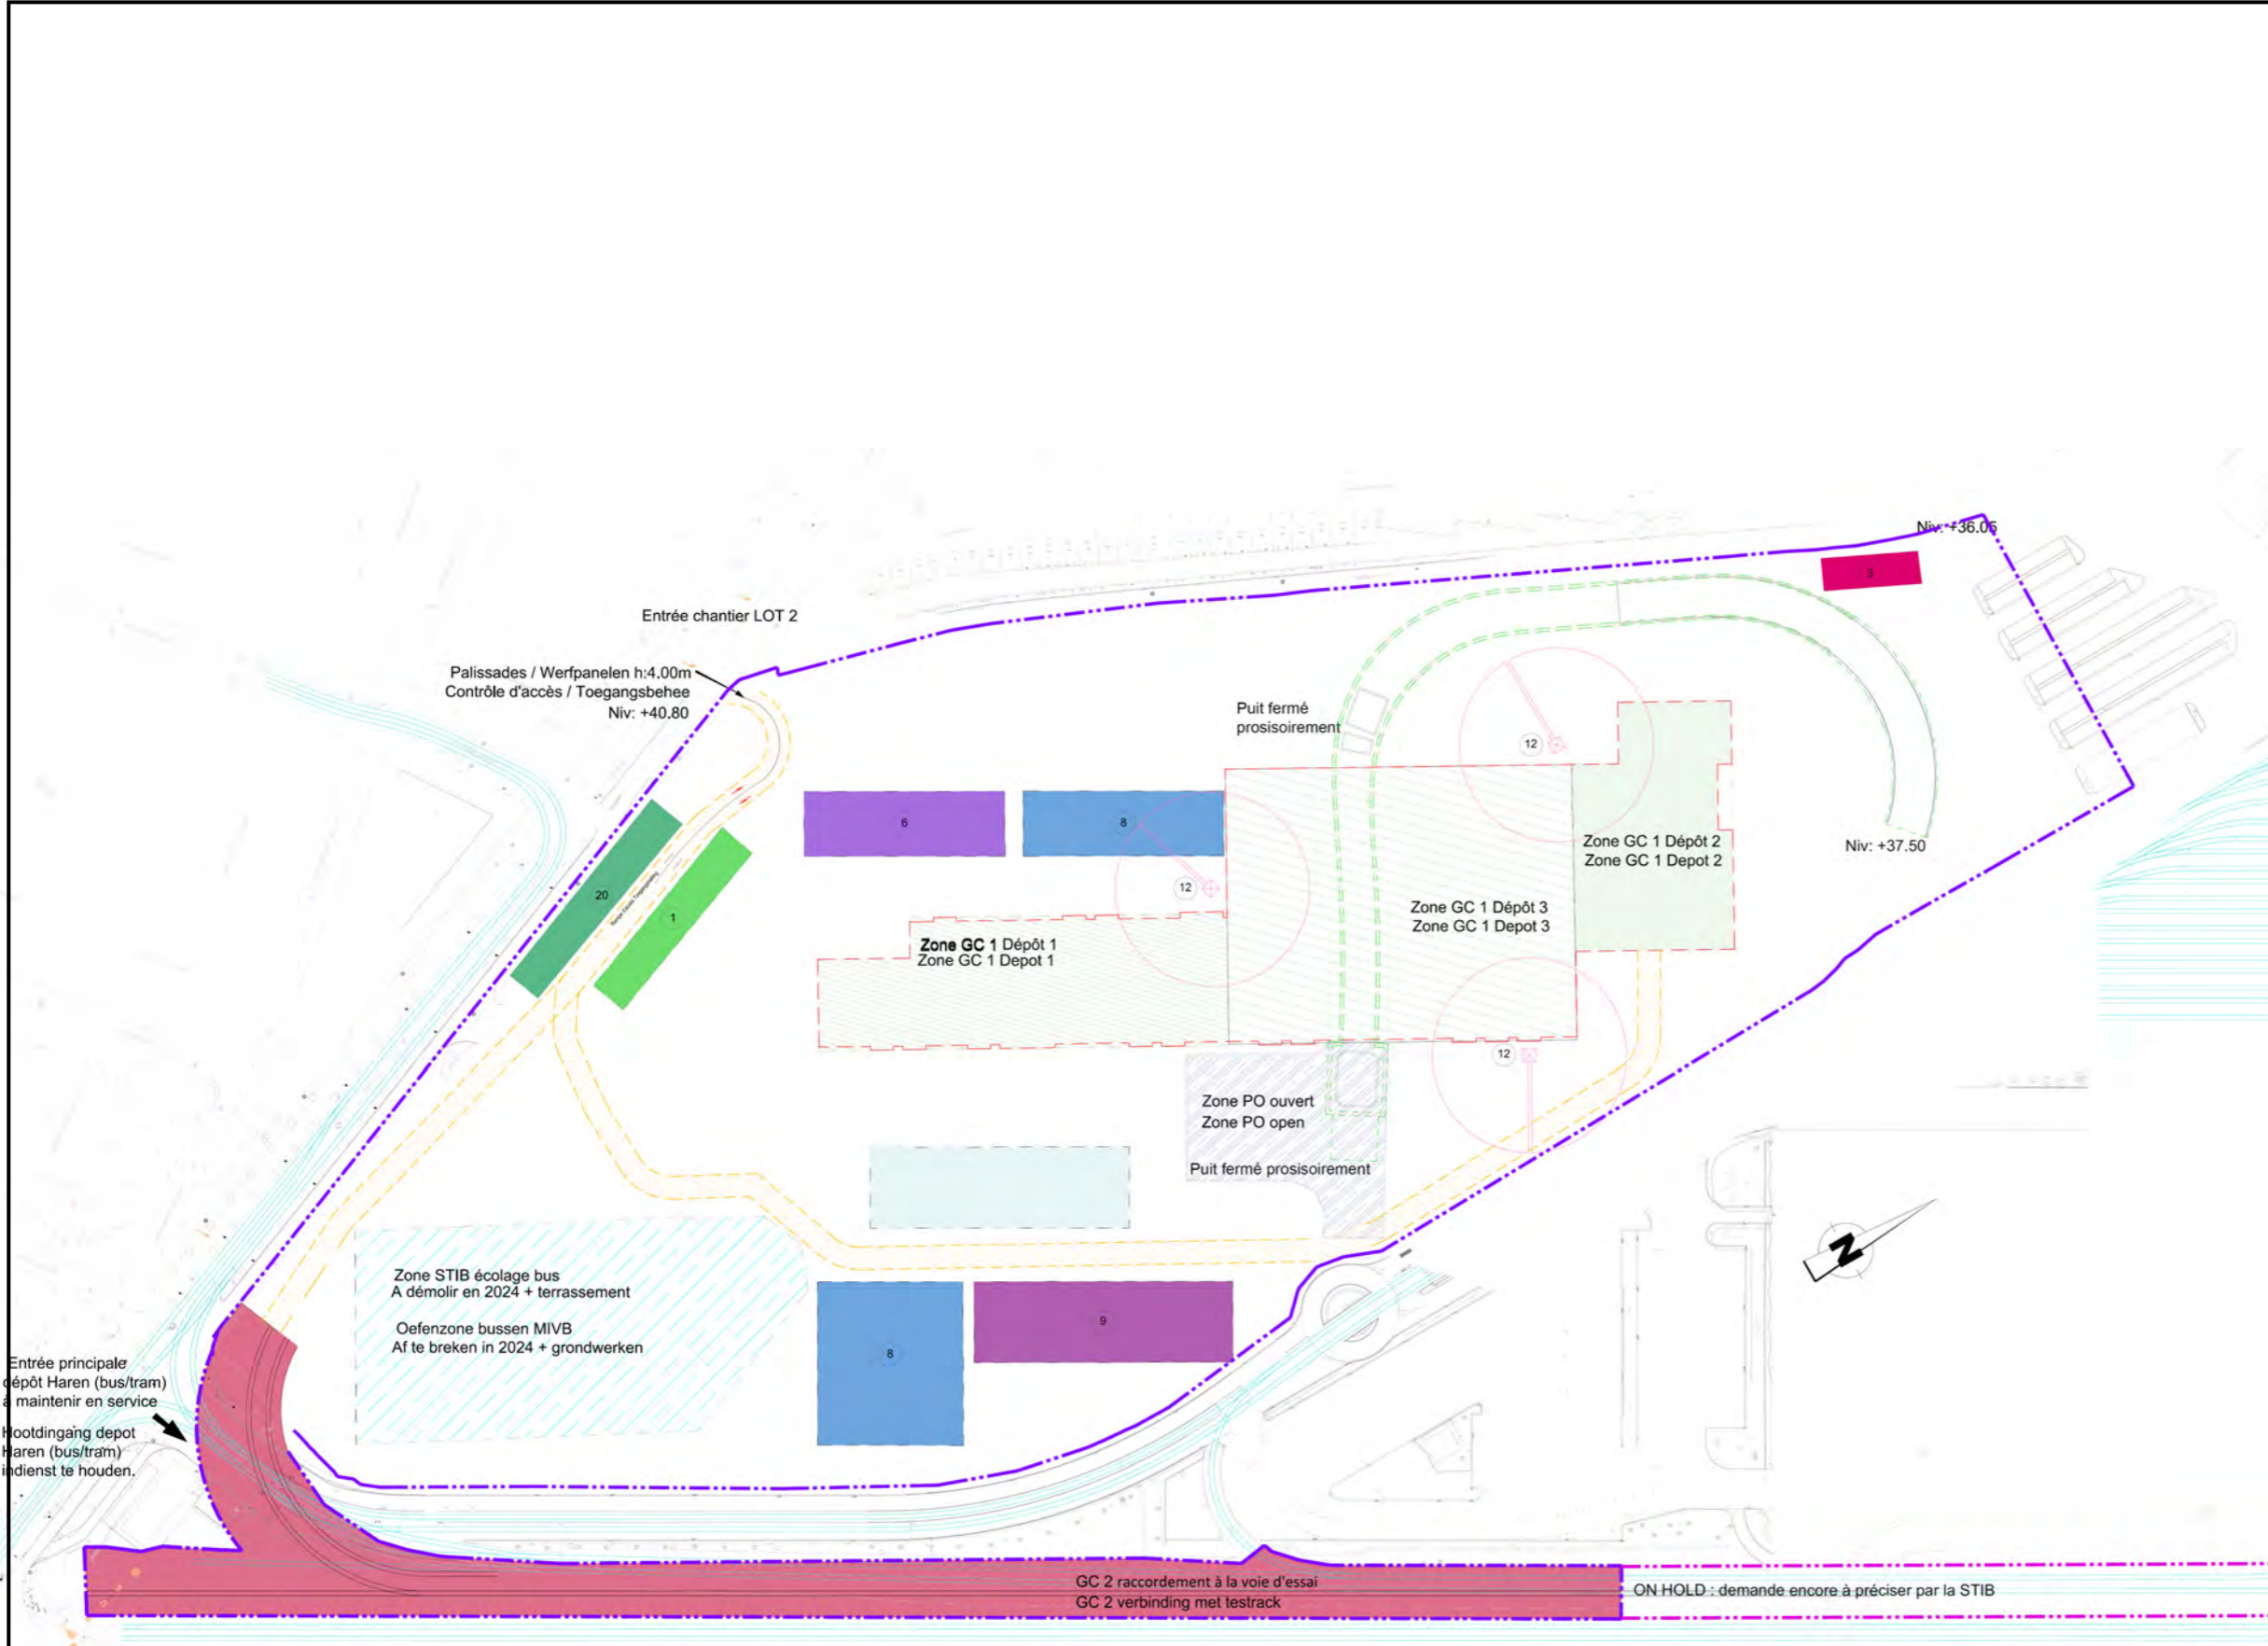 Niv: +36.05
3
Entrée chantier LOT 2
Palissades / Werfpanelen h:4.00m
Contrôle d'accès / Toegangsbehee
Niv: +40.80
Puit fermé
prosisoirement
12
6
8
Zone GC 1 Dépôt 2
Zone GC 1 Depot 2
Niv: +37.50
20
1
12
Zone GC 1 Dépôt 3
Zone GC 1 Depot 3
Zone GC 1 Dépôt 1
Zone GC 1 Depot 1
12
Zone PO ouvert
Zone PO open
Puit fermé prosisoirement
N
Zone STIB écolage bus
A démolir en 2024 + terrassement
Oefenzone bussen MIVB
Af te breken in 2024 + grondwerken
8
9
Entrée principale
dépôt Haren (bus/tram)
à maintenir en service
Hootdingang depot
Haren (bus/tram)
indienst te houden.
GC 2 raccordement à la voie d'essai
GC 2 verbinding met testrack
ON HOLD : demande encore à préciser par la STIB